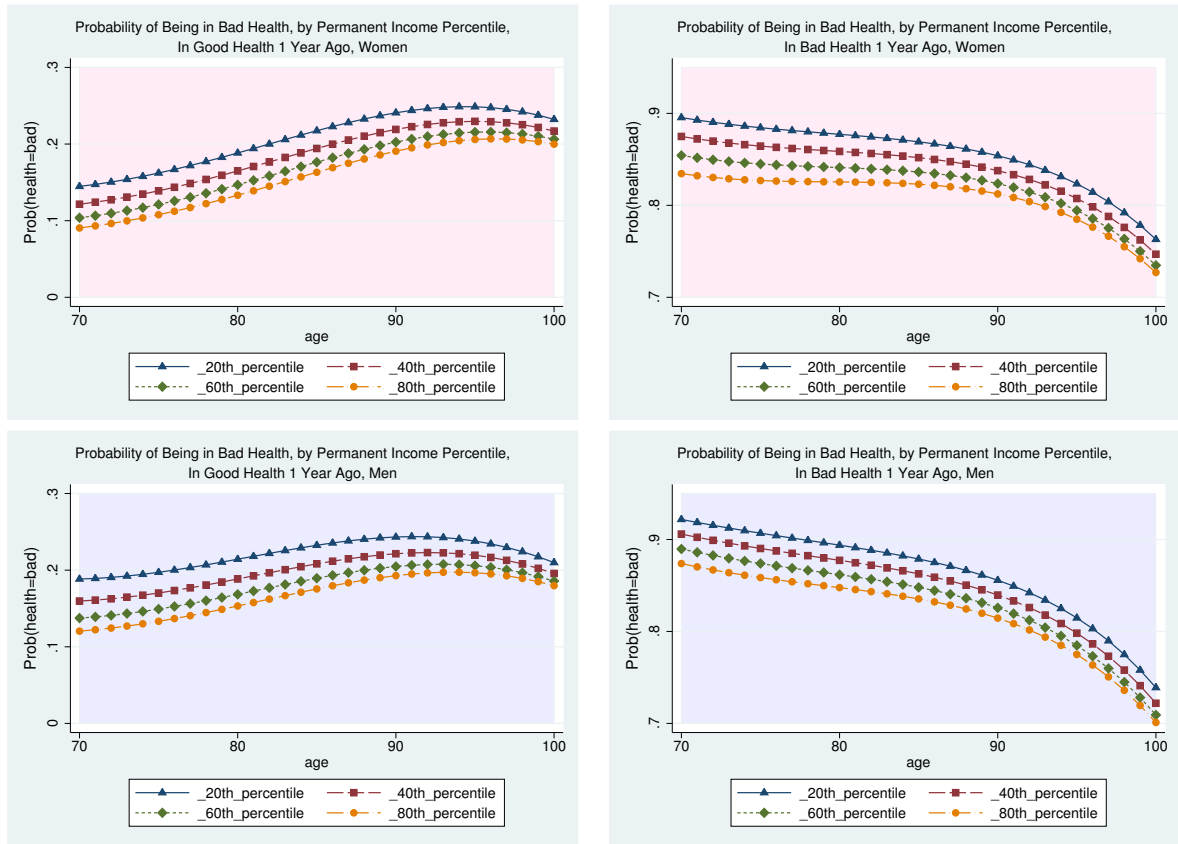 Probability of Being in Bad Health, by Permanent Income Percentile,
In Good Health 1 Year Ago, Women
Prob(health=bad)
.3
.2
.1
0
70 80 90 100
age
_20th_percentile _40th_percentile
_60th_percentile _80th_percentile
Probability of Being in Bad Health, by Permanent Income Percentile,
In Bad Health 1 Year Ago, Women
Prob(health=bad)
.9
.8
.7
70 80 90 100
age
_20th_percentile _40th_percentile
_60th_percentile _80th_percentile
Probability of Being in Bad Health, by Permanent Income Percentile,
In Good Health 1 Year Ago, Men
Prob(health=bad)
.3
.2
.1
0
70 80 90 100
age
_20th_percentile _40th_percentile
_60th_percentile _80th_percentile
Probability of Being in Bad Health, by Permanent Income Percentile,
In Bad Health 1 Year Ago, Men
Prob(health=bad)
.9
.8
.7
70 80 90 100
age
_20th_percentile _40th_percentile
_60th_percentile _80th_percentile